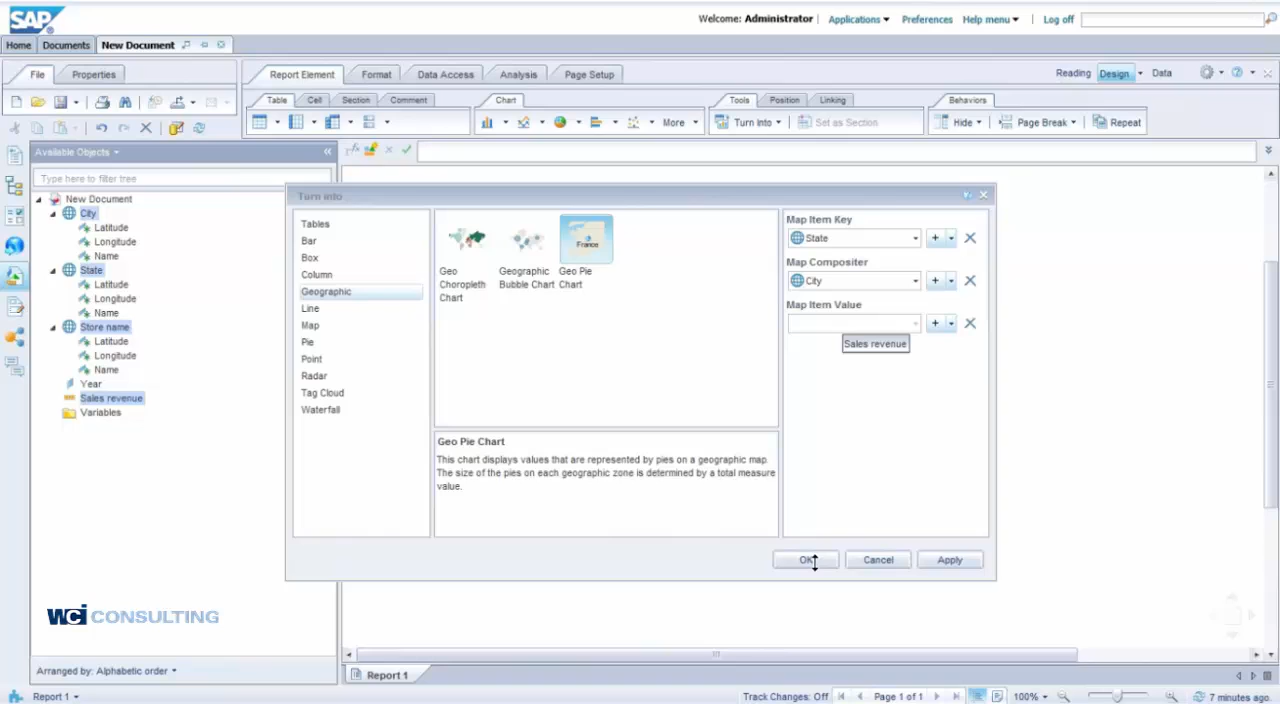 SAP
Welcome: Administrator | Applications | Preferences Help menu | Log off
Home Documents New Document
File Properties
Report Element Format Data Access Analysis Page Setup
Reading Design Data
Table Cell Section Comment
Chart
Tools Position Linking
Behaviors
More
Turn Into Set as Section
Hide Page Break Repeat
Available Objects
Type here to filter tree
New Document
City
Latitude
Longitude
Name
State
Latitude
Longitude
Name
Store name
Latitude
Longitude
Name
Year
Sales revenue
Variables
Turn into
Tables
Bar
Box
Column
Geographic
Line
Map
Pie
Point
Radar
Tag Cloud
Waterfall
Geo Choropleth Chart
Geographic Bubble Chart
France
Geo Pie Chart
Geo Pie Chart
This chart displays values that are represented by pies on a geographic map.
The size of the pies on each geographic zone is determined by a total measure
value.
Map Item Key
State
Map Compositer
City
Map Item Value
Sales revenue
OK Cancel Apply
WCI CONSULTING
Arranged by: Alphabetic order
Report 1
Report 1
Track Changes: Off
Page 1 of 1
100%
7 minutes ago